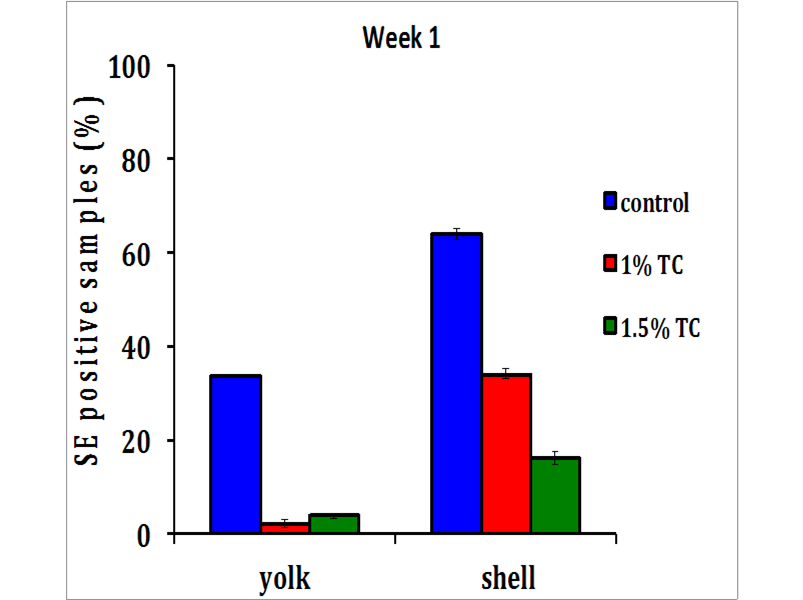 Week 1
SE positive samples (%)
100
80
60
40
20
0
yolk
shell
control
1% TC
1.5% TC